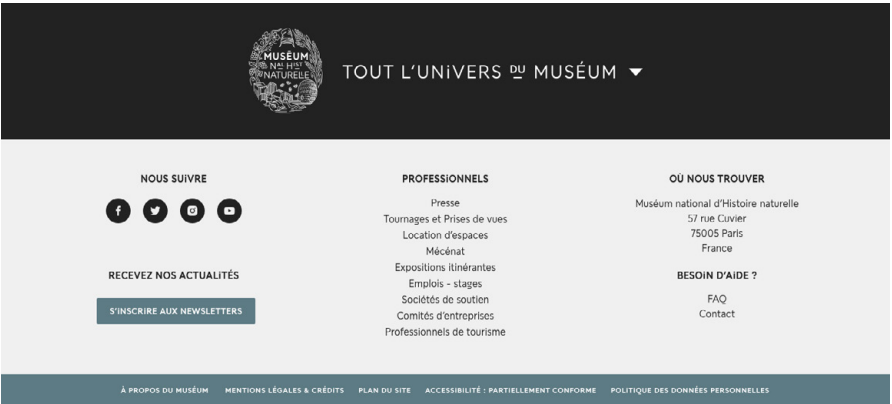 MUSÉUM
NAT HIST
NATURELLE
TOUT L'UNiVERS DU MUSÉUM
NOUS SUiVRE
RECEVEZ NOS ACTUALiTÉS
S'INSCRIRE AUX NEWSLETTERS
PROFESSiONNELS
Presse
Tournages et Prises de vues
Location d'espaces
Mécénat
Expositions itinérantes
Emplois - stages
Sociétés de soutien
Comités d'entreprises
Professionnels de tourisme
OÙ NOUS TROUVER
Muséum national d'Histoire naturelle
57 rue Cuvier
75005 Paris
France
BESOiN D'AiDE ?
FAQ
Contact
À PROPOS DU MUSÉUM MENTIONS LÉGALES & CRÉDITS PLAN DU SITE ACCESSIBILITÉ : PARTIELLEMENT CONFORME POLITIQUE DES DONNÉES PERSONNELLES